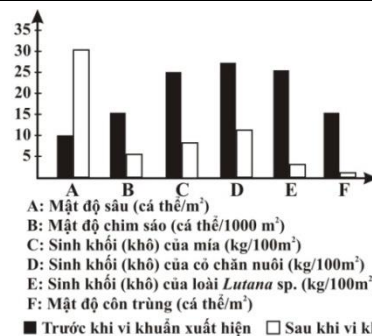 35
30
25
20
15
10
5
A B C D E F
A: Mật độ sâu (cá thể/m²)
B: Mật độ chim sáo (cá thể/1000 m²)
C: Sinh khối (khô) của mía (kg/100m²)
D: Sinh khối (khô) của cỏ chăn nuôi (kg/100m²)
E: Sinh khối (khô) của loài Lutana sp. (kg/100m²
F: Mật độ côn trùng (cá thể/m²)
Trước khi vi khuẩn xuất hiện Sau khi vi